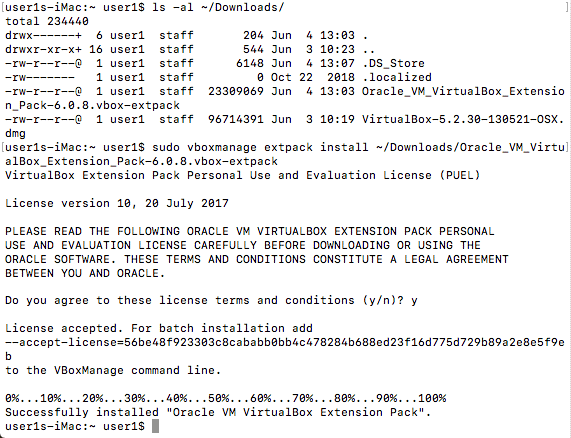 [user1s-iMac:~ user1$ ls -al ~/Downloads/
total 234440
drwx------+  6 user1  staff       204 Jun  4 13:03 .
drwxr-xr-x+ 16 user1  staff       544 Jun  3 10:23 ..
-rw-r--r--@  1 user1  staff      6148 Jun  4 13:07 .DS_Store
-rw-------   1 user1  staff         0 Oct 22  2018 .localized
-rw-r--r--@  1 user1  staff  23309069 Jun  4 13:03 Oracle_VM_VirtualBox_Extensio
n_Pack-6.0.8.vbox-extpack
-rw-r--r--@  1 user1  staff  96714391 Jun  3 10:19 VirtualBox-5.2.30-130521-OSX.
dmg
[user1s-iMac:~ user1$ sudo vboxmanage extpack install ~/Downloads/Oracle_VM_Virtu]
alBox_Extension_Pack-6.0.8.vbox-extpack
VirtualBox Extension Pack Personal Use and Evaluation License (PUEL)
License version 10, 20 July 2017
PLEASE READ THE FOLLOWING ORACLE VM VIRTUALBOX EXTENSION PACK PERSONAL
USE AND EVALUATION LICENSE CAREFULLY BEFORE DOWNLOADING OR USING THE
ORACLE SOFTWARE. THESE TERMS AND CONDITIONS CONSTITUTE A LEGAL AGREEMENT
BETWEEN YOU AND ORACLE.
Do you agree to these license terms and conditions (y/n)? y
License accepted. For batch installation add
--accept-license=56be48f923303c8cababb0bb4c478284b688ed23f16d775d729b89a2e8e5f9e
b
to the VBoxManage command line.
0%...10%...20%...30%...40%...50%...60%...70%...80%...90%...100%
Successfully installed "Oracle VM VirtualBox Extension Pack".
user1s-iMac:~ user1$